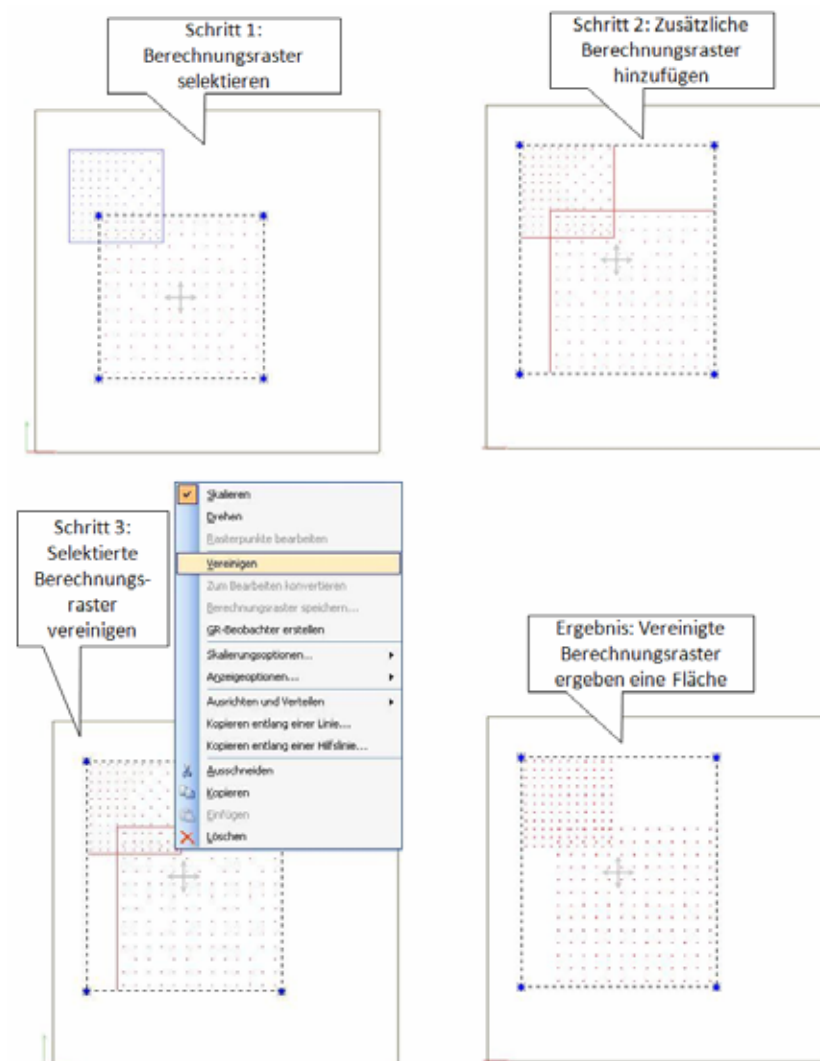 Schritt 1:
Berechnungsraster
selektieren
Schritt 2: Zusätzliche
Berechnungsraster
hinzufügen
Schritt 3:
Selektierte
Berechnungs-
raster
vereinigen
Skalieren
Drehen
Rasterpunkte bearbeiten
Vereinigen
Zum Bearbeiten konvertieren
Berechnungsraster speichern...
GR-Beobachter erstellen
Skalierungsoptionen...
Anzeigeoptionen...
Ausrichten und Verteilen
Kopieren entlang einer Linie...
Kopieren entlang einer Hilfslinie...
Ausschneiden
Kopieren
Einfügen
Löschen
Ergebnis: Vereinigte
Berechnungsraster
ergeben eine Fläche